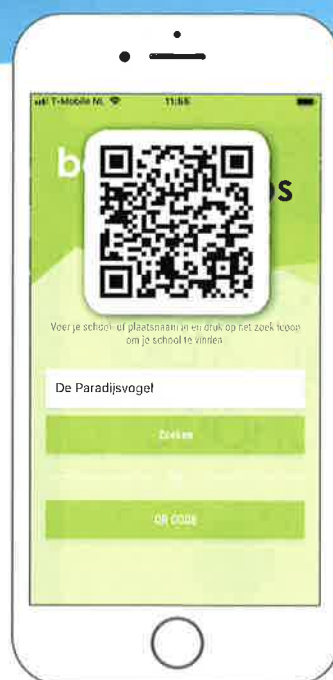 T-Mobile NL 11:55
Voer je school- of plaatsnaam in en druk op het zoek icoon
om je school te vinden
De Paradijsvogel
Zoeken
QR CODE